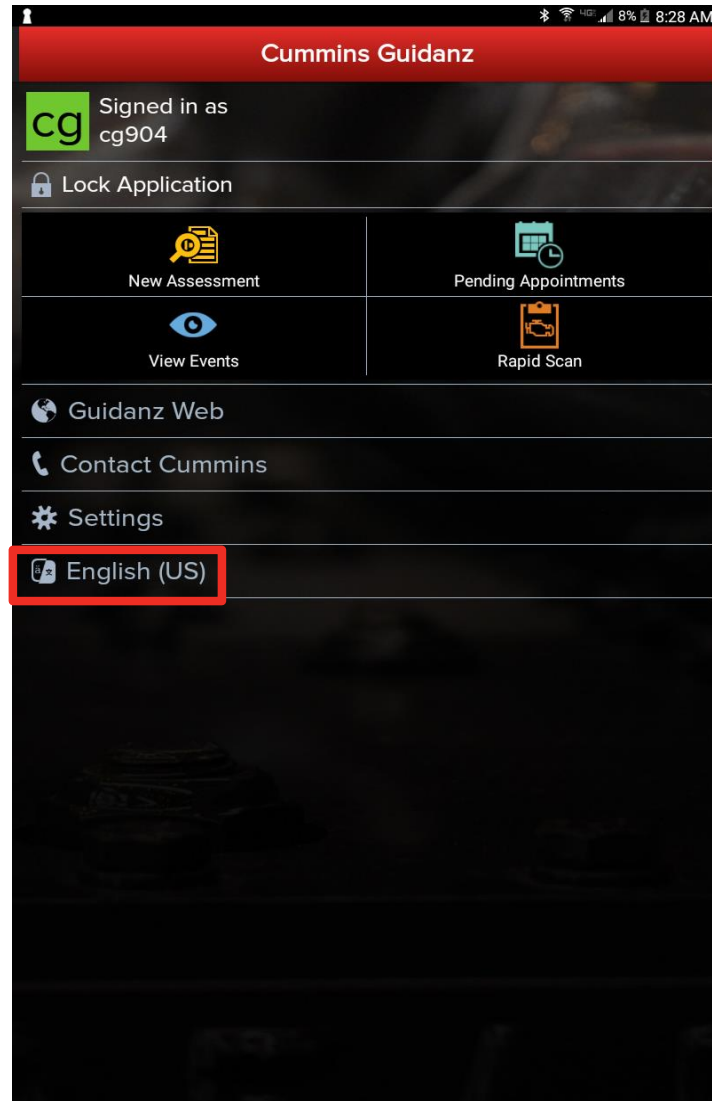 4G 8% 8:28 AM
Cummins Guidanz
cg
Signed in as
cg904
Lock Application
New Assessment
Pending Appointments
View Events
Rapid Scan
Guidanz Web
Contact Cummins
Settings
English (US)